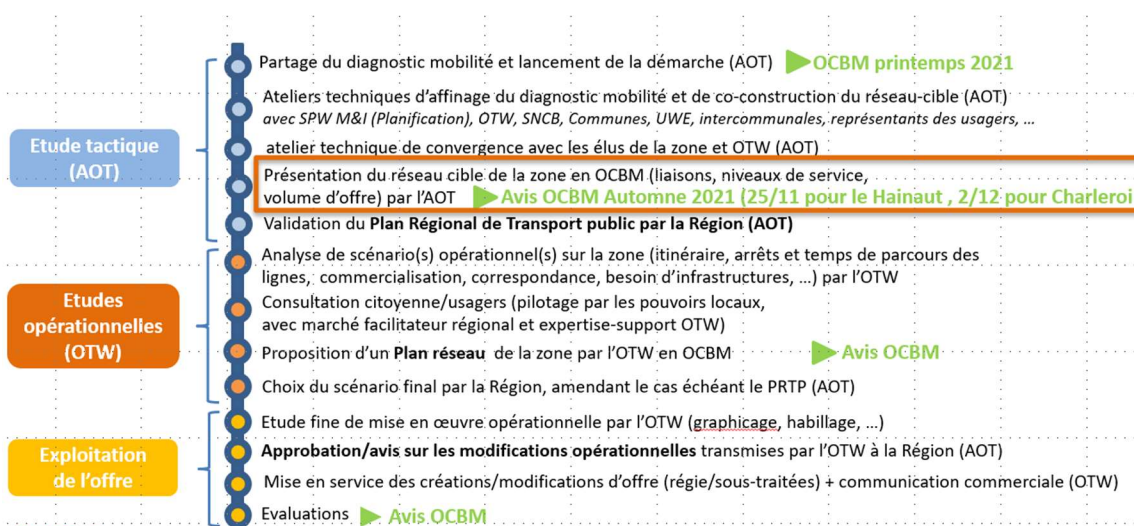 Partage du diagnostic mobilité et lancement de la démarche (AOT) OCBM printemps 2021
Ateliers techniques d'affinage du diagnostic mobilité et de co-construction du réseau-cible (AOT)
avec SPW M&I (Planification), OTW, SNCB, Communes, UWE, intercommunales, représentants des usagers, ...
Etude tactique
(AOT)
atelier technique de convergence avec les élus de la zone et OTW (AOT)
Présentation du réseau cible de la zone en OCBM (liaisons, niveaux de service,
volume d'offre) par l'AOT Avis OCBM Automne 2021 (25/11 pour le Hainaut , 2/12 pour Charleroi
Validation du Plan Régional de Transport public par la Région (AOT)
Analyse de scénario(s) opérationnel(s) sur la zone (itinéraire, arrêts et temps de parcours des
lignes, commercialisation, correspondance, besoin d'infrastructures, ...) par l'OTW
Etudes
opérationnelles
(OTW)
Consultation citoyenne/usagers (pilotage par les pouvoirs locaux,
avec marché facilitateur régional et expertise-support OTW)
Proposition d'un Plan réseau de la zone par l'OTW en OCBM Avis OCBM
Choix du scénario final par la Région, amendant le cas échéant le PRTP (AOT)
Etude fine de mise en œuvre opérationnelle par l'OTW (graphicage, habillage, ...)
Exploitation
de l'offre
Approbation/avis sur les modifications opérationnelles transmises par l'OTW à la Région (AOT)
Mise en service des créations/modifications d'offre (régie/sous-traitées) + communication commerciale (OTW)
Evaluations Avis OCBM